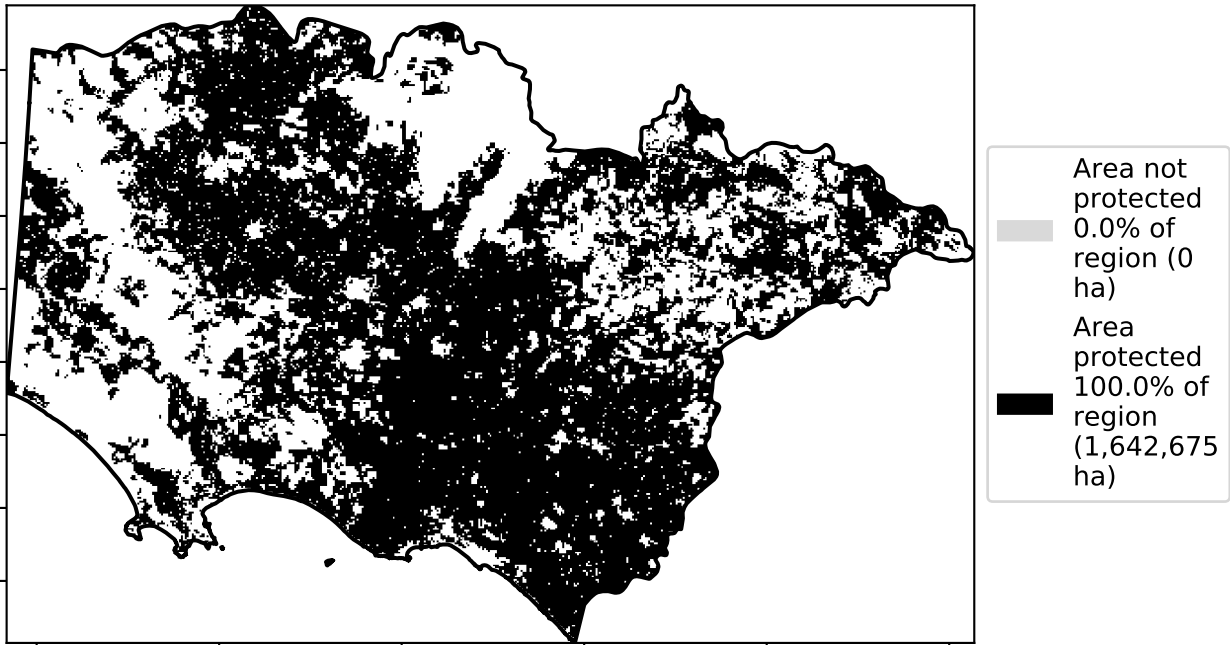 Area not
protected
0.0% of
region (0
ha)
Area
protected
100.0% of
region
(1,642,675
ha)